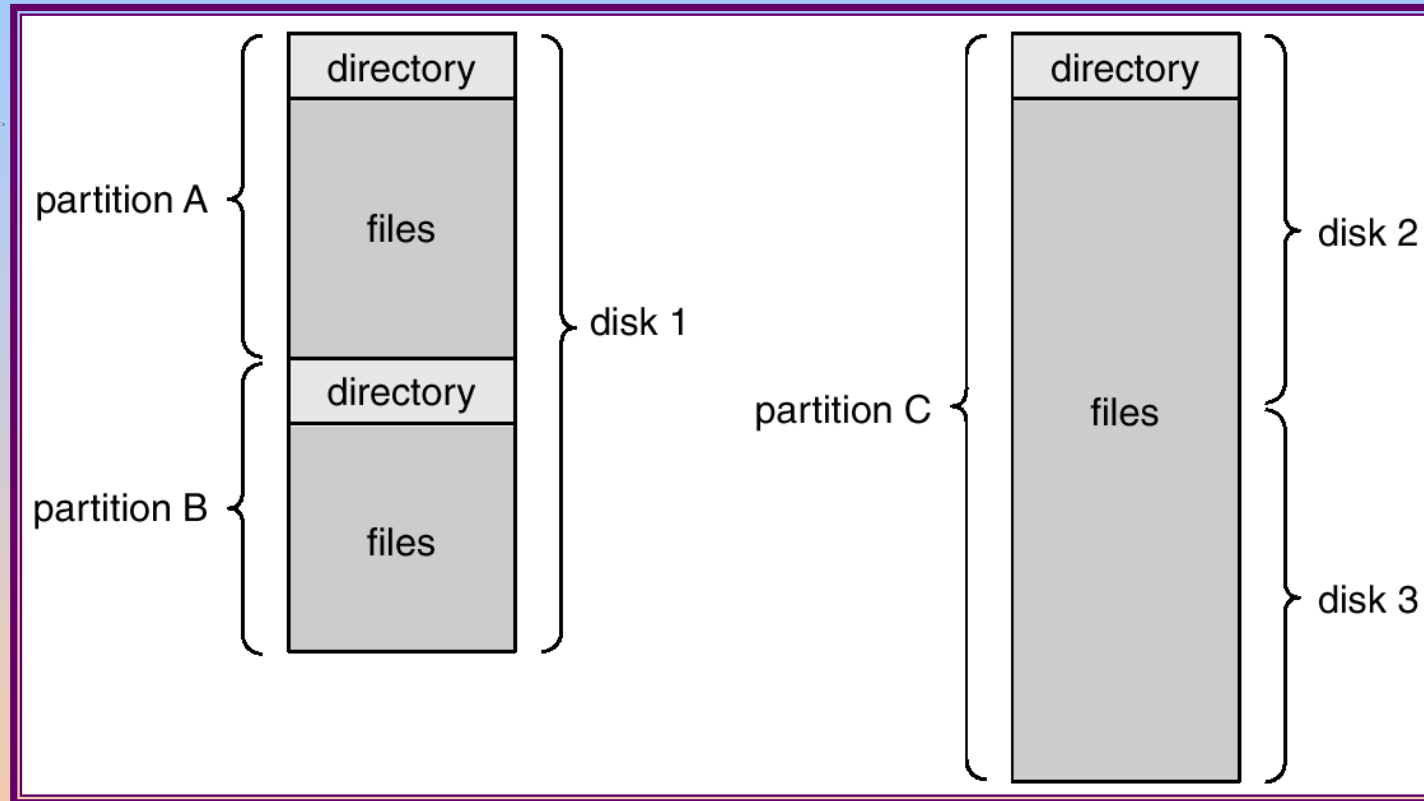 directory
partition A
files
disk 1
directory
partition B
files
directory
disk 2
partition C
files
disk 3